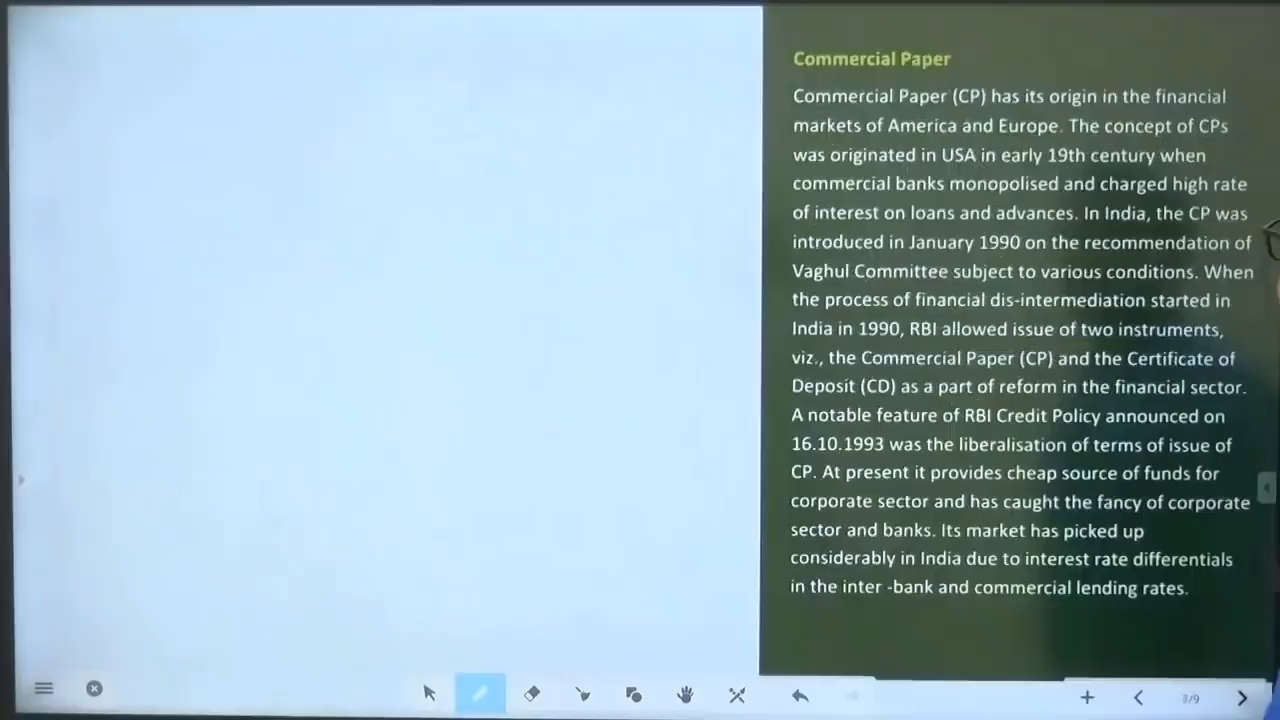 Commercial Paper
Commercial Paper (CP) has its origin in the financial
markets of America and Europe. The concept of CPs
was originated in USA in early 19th century when
commercial banks monopolised and charged high rate
of interest on loans and advances. In India, the CP was
introduced in January 1990 on the recommendation of
Vaghul Committee subject to various conditions. When
the process of financial dis-intermediation started in
India in 1990, RBI allowed issue of two instruments,
viz., the Commercial Paper (CP) and the Certificate of
Deposit (CD) as a part of reform in the financial sector.
A notable feature of RBI Credit Policy announced on
16.10.1993 was the liberalisation of terms of issue of
CP. At present it provides cheap source of funds for
corporate sector and has caught the fancy of corporate
sector and banks. Its market has picked up
considerably in India due to interest rate differentials
in the inter -bank and commercial lending rates.
3/9